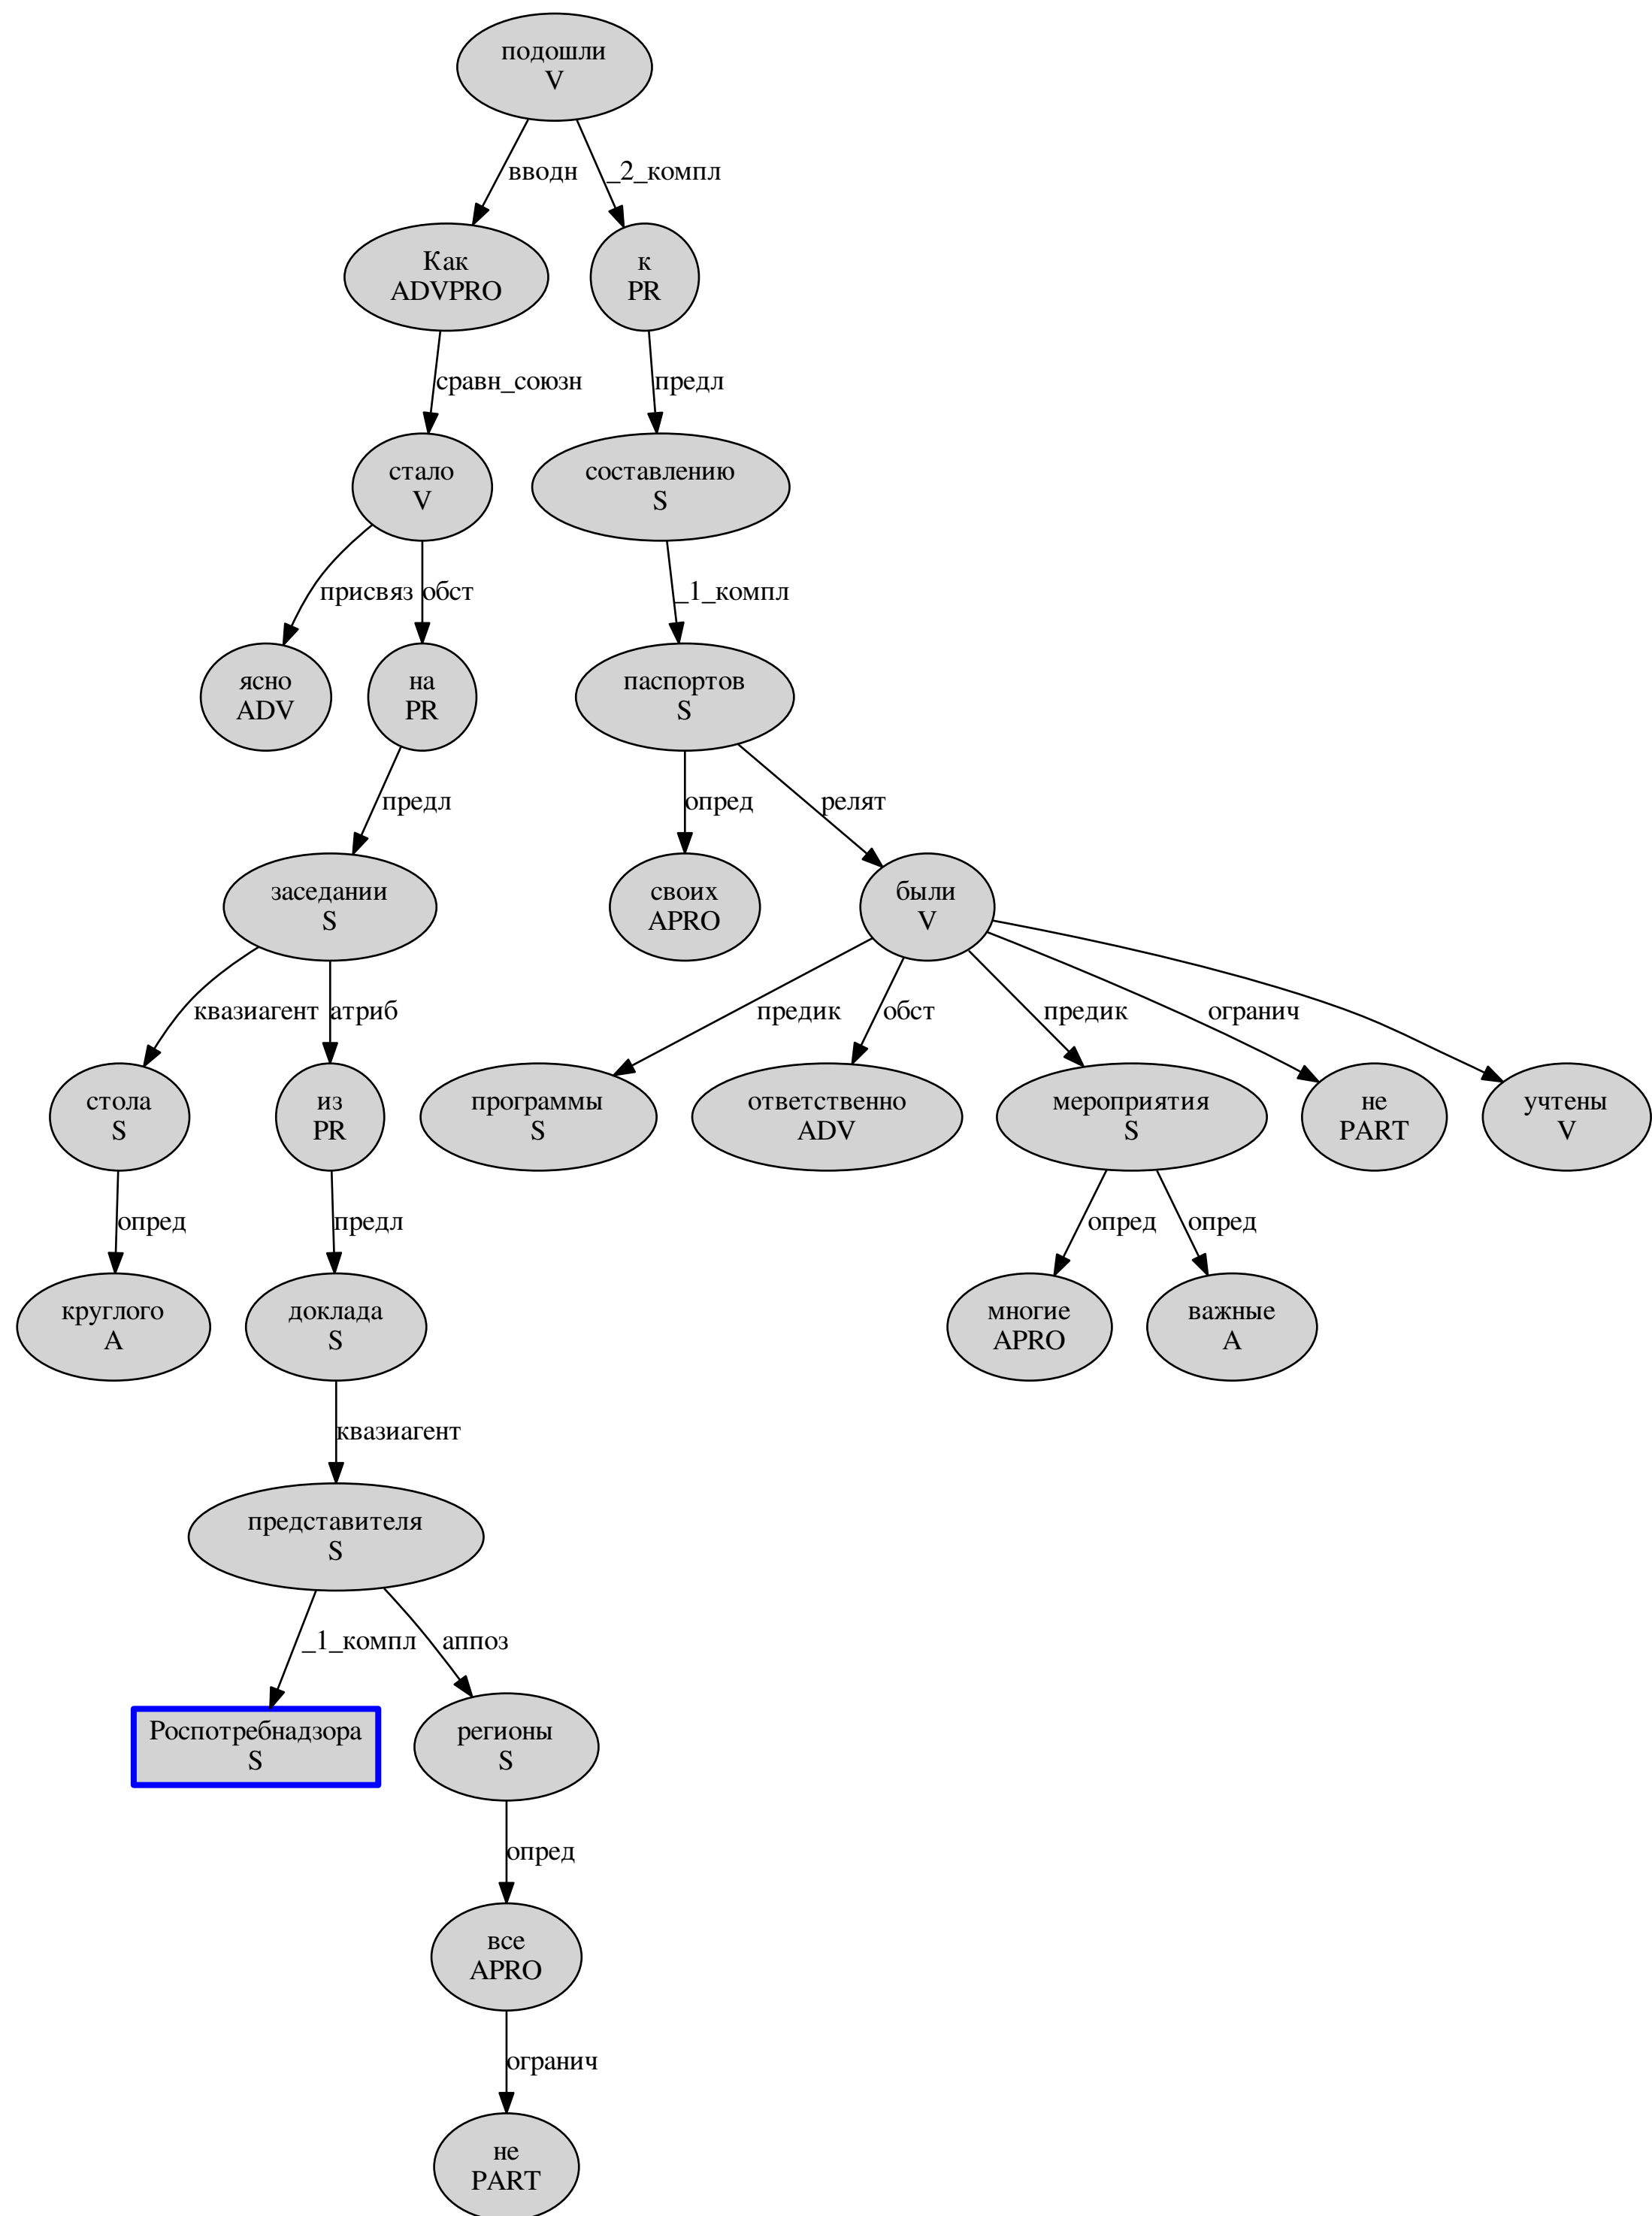 подошли
V
вводн
_2_компл
Как
ADVPRO
к
PR
сравн_союзн
предл
стало
V
составлению
S
присвяз
обст
_1_компл
ясно
ADV
на
PR
паспортов
S
предл
опред
релят
заседании
S
своих
APRO
были
V
квазиагент
атриб
предик
обст
предик
огранич
стола
S
из
PR
программы
S
ответственно
ADV
мероприятия
S
не
PART
учтены
V
опред
предл
опред
опред
круглого
A
доклада
S
многие
APRO
важные
A
квазиагент
представителя
S
_1_компл
аппоз
Роспотребнадзора
S
регионы
S
опред
все
APRO
огранич
не
PART